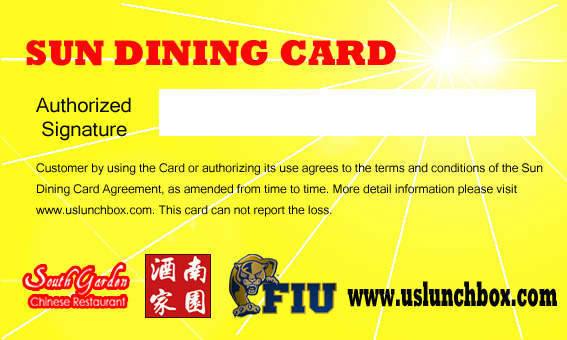 SUN DINING CARD
Authorized
Signature
Customer by using the Card or authorizing its use agrees to the terms and conditions of the Sun
Dining Card Agreement, as amended from time to time. More detail information please visit
www.uslunchbox.com. This card can not report the loss.
South Garden
Chinese Restaurant
酒南
家園
FIU
www.uslunchbox.com